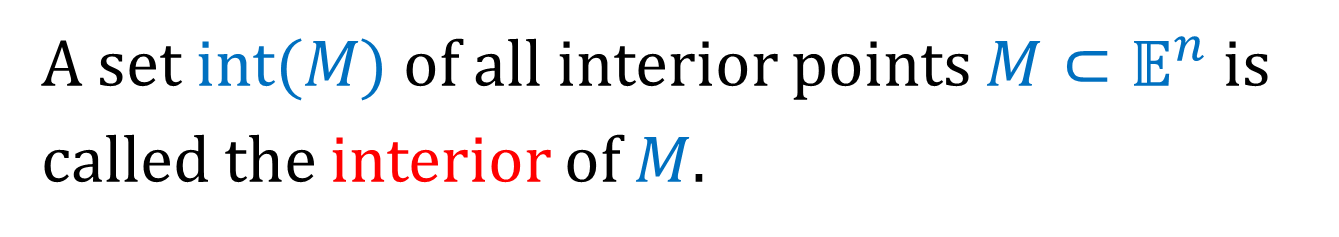 A set int(𝑀) of all interior points 𝑀 ⊂ 𝔼ⁿ is
called the interior of 𝑀.